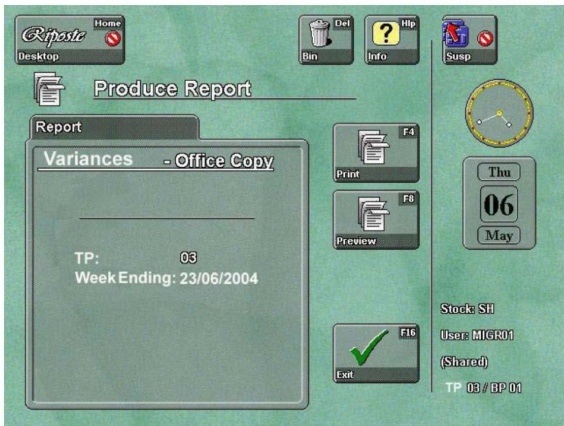 Home
Riposte
Desktop
Del
Bin
Hlp
?
Info
Susp
Produce Report
Report
Variances - Office Copy
TP: 03
Week Ending: 23/06/2004
F4
Print
F8
Preview
F16
Exit
Thu
06
May
Stock: SH
User: MIGR01
(Shared)
TP 03 // BP 01